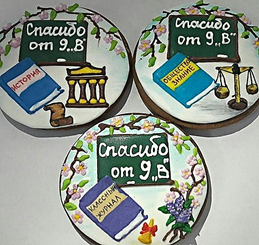 Спасибо
от 9„В"
ИСТОРИЯ
Спасибо
от 9„В"
ОБЩЕСТВО
ЗНАНИЕ
Спасибо
от 9„В"
КЛАССНЫЙ
ЖУРНАЛ